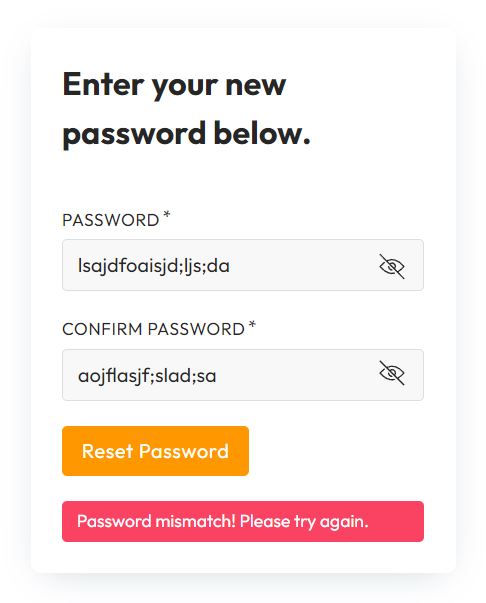 Enter your new
password below.
PASSWORD *
lsajdfoaisjd;ljs;da
CONFIRM PASSWORD *
aojflasjf;slad;sa
Reset Password
Password mismatch! Please try again.